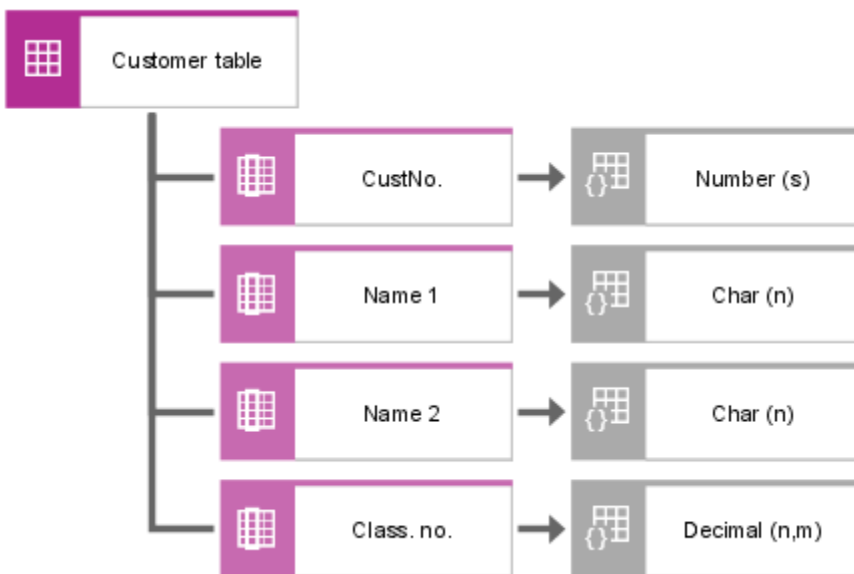 Customer table
CustNo.
Number (s)
Name 1
Char (n)
Name 2
Char (n)
Class. no.
Decimal (n,m)